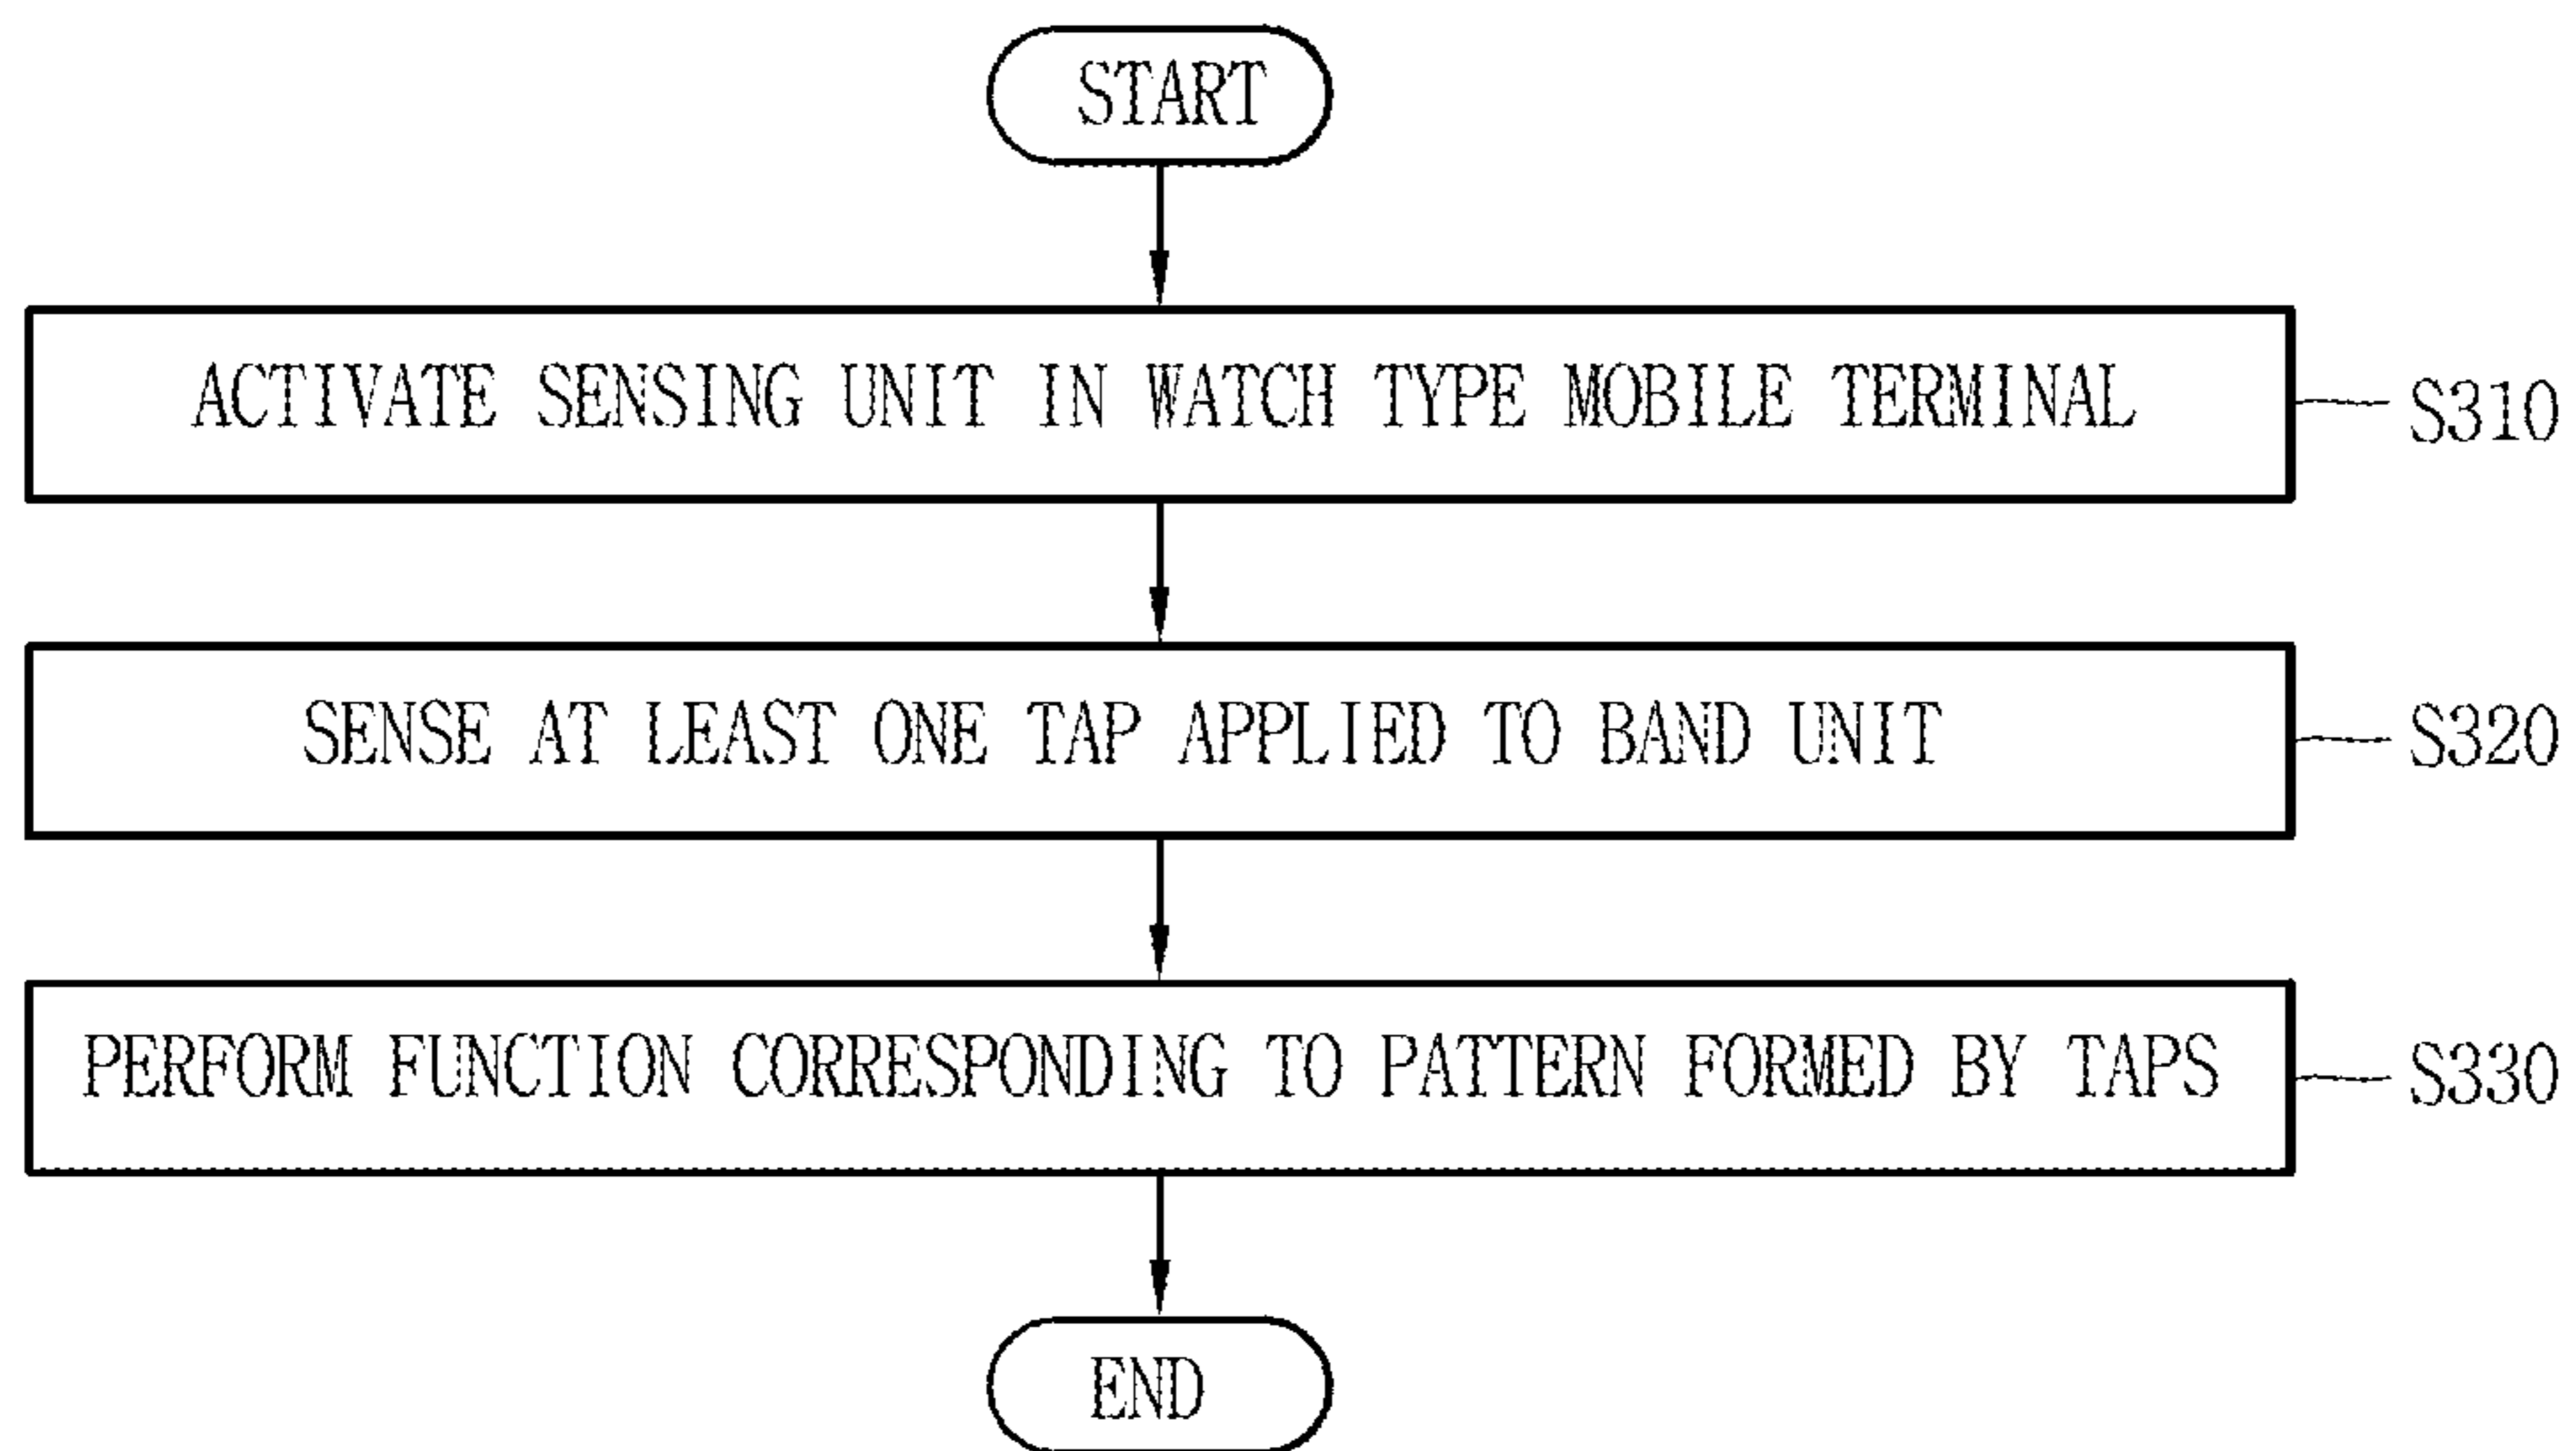 START
ACTIVATE SENSING UNIT IN WATCH TYPE MOBILE TERMINAL
S310
SENSE AT LEAST ONE TAP APPLIED TO BAND UNIT
S320
PERFORM FUNCTION CORRESPONDING TO PATTERN FORMED BY TAPS
S330
END